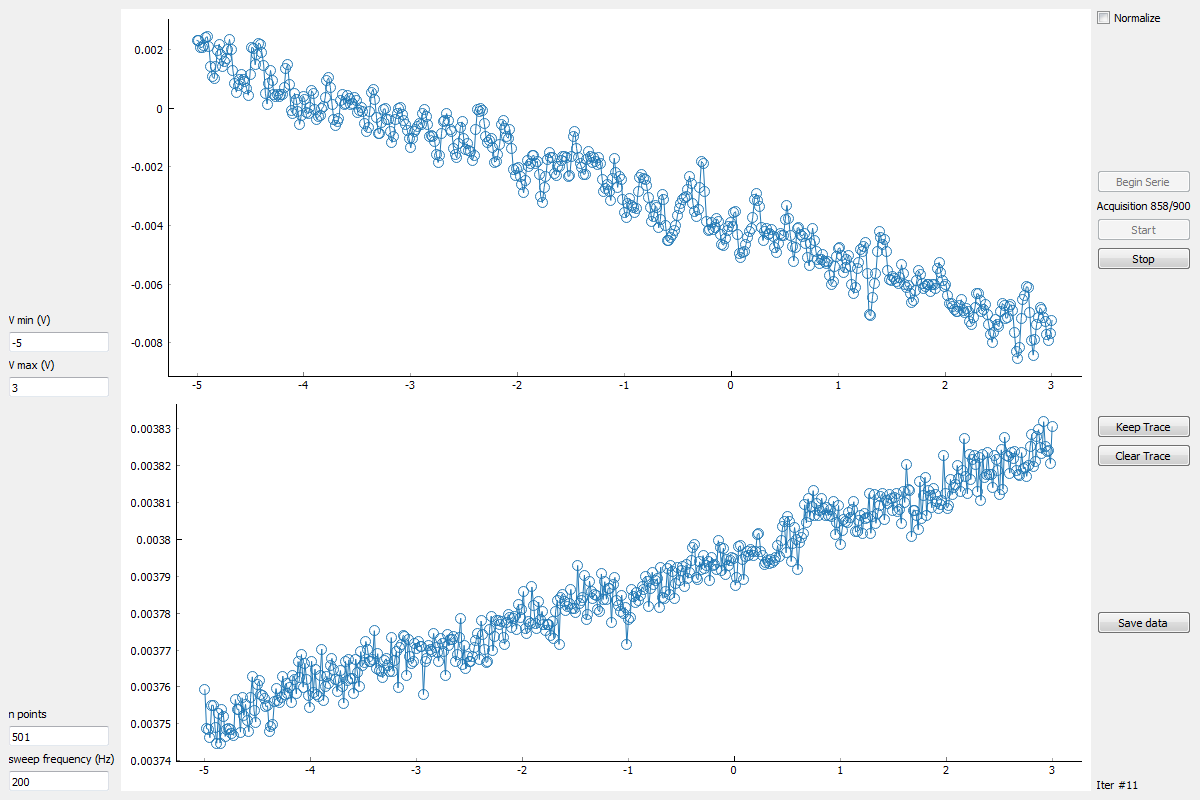 Normalize
0.002
0
-0.002
-0.004
-0.006
-0.008
-5
-4
-3
-2
-1
0
1
2
3
Begin Serie
Acquisition 858/900
Start
Stop
V min (V)
-5
V max (V)
3
0.00383
0.00382
0.00381
0.0038
0.00379
0.00378
0.00377
0.00376
0.00375
0.00374
-5
-4
-3
-2
-1
0
1
2
3
Keep Trace
Clear Trace
Save data
n points
501
sweep frequency (Hz)
200
Iter #11